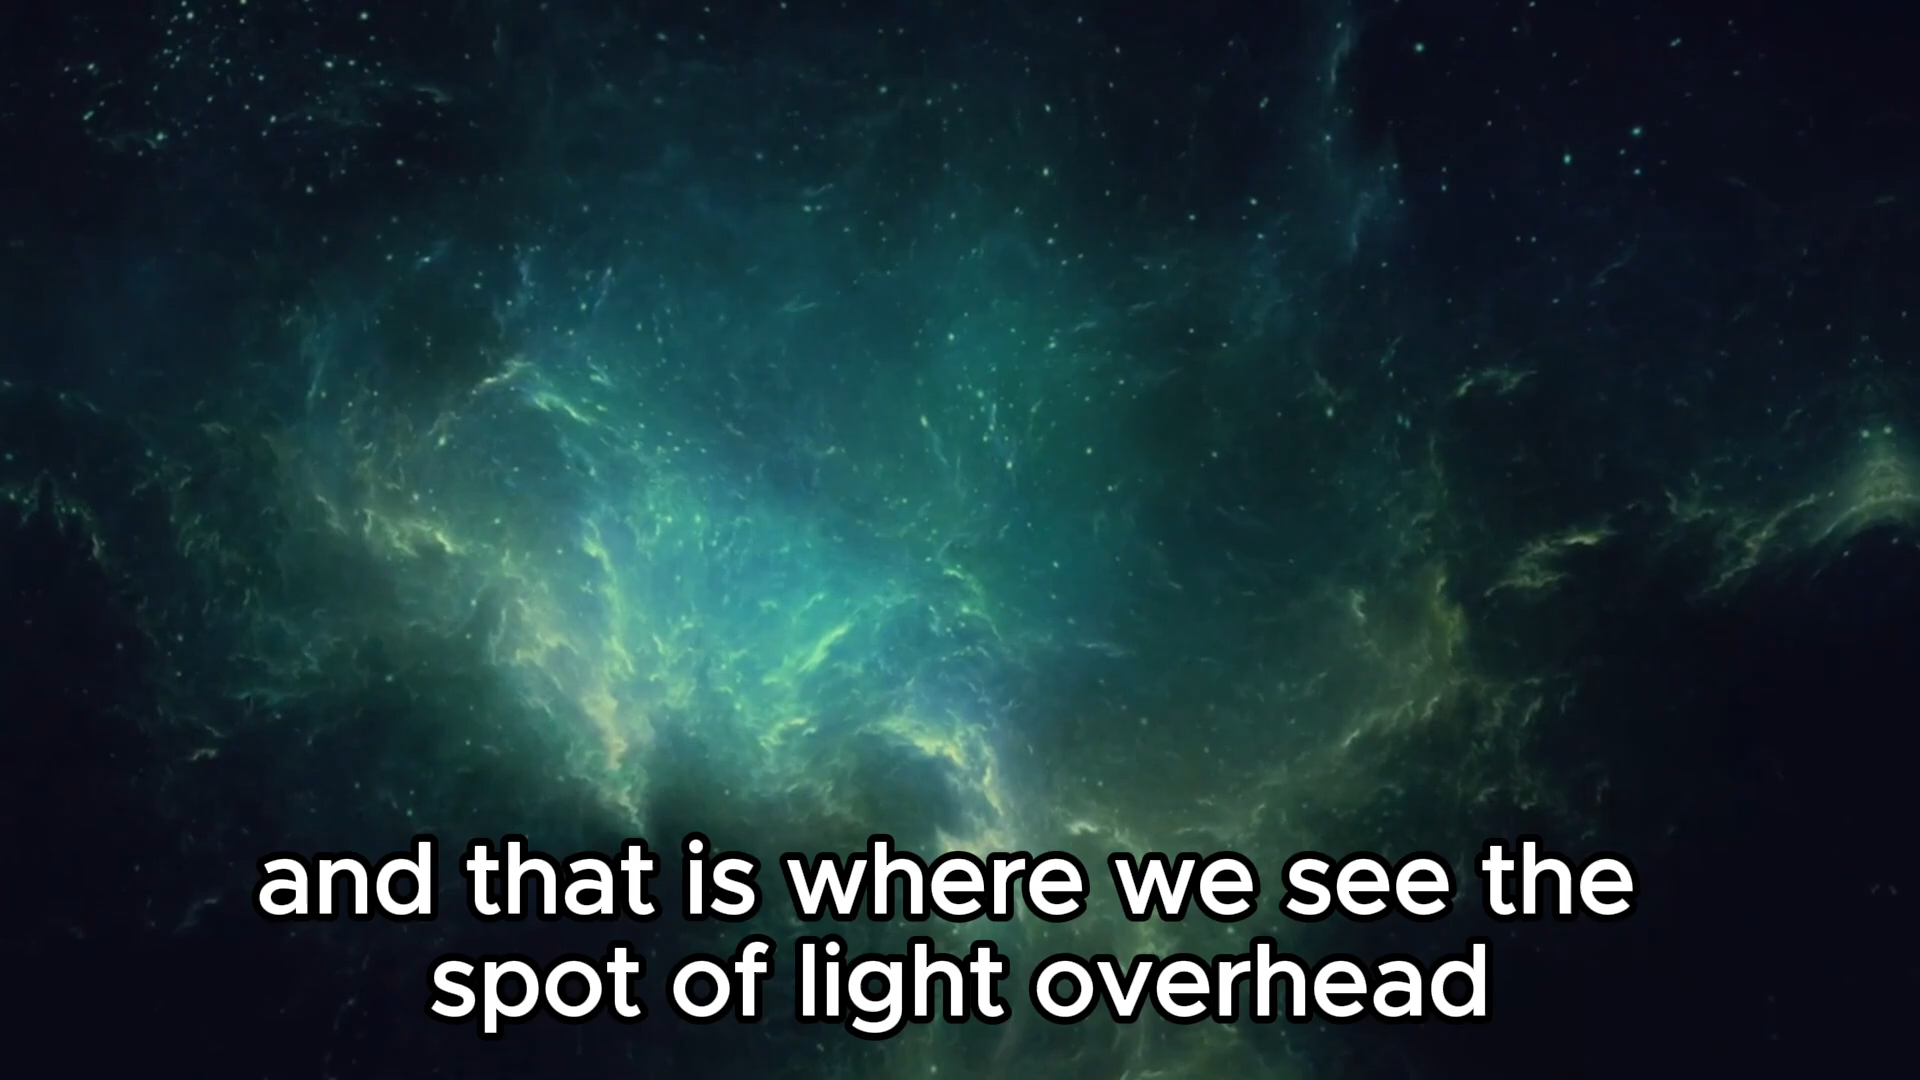 and that is where we see the
spot of light overhead